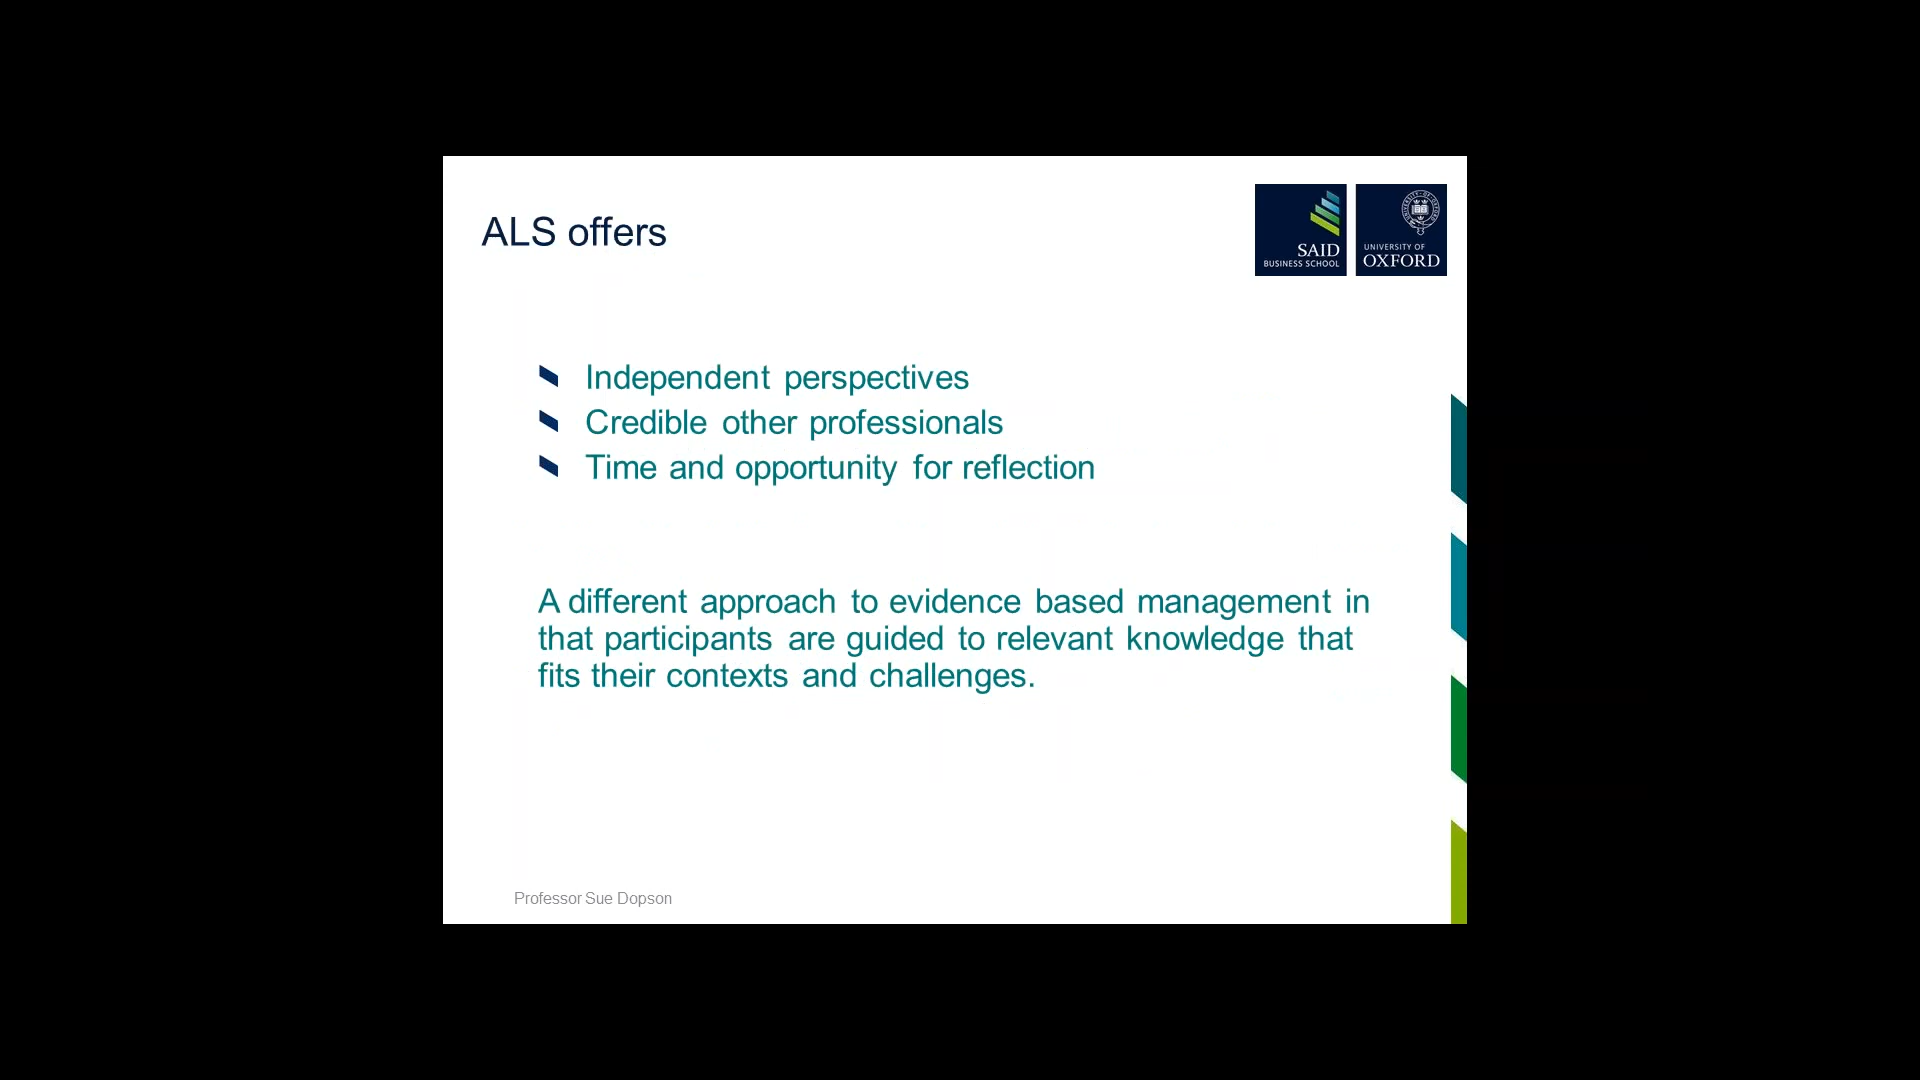 ALS offers
SAID
BUSINESS SCHOOL
UNIVERSITY OF
OXFORD
Independent perspectives
Credible other professionals
Time and opportunity for reflection
A different approach to evidence based management in
that participants are guided to relevant knowledge that
fits their contexts and challenges.
Professor Sue Dopson